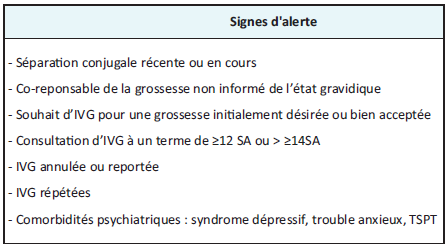 Signes d'alerte
- Séparation conjugale récente ou en cours
- Co-reponsable de la grossesse non informé de l'état gravidique
- Souhait d'IVG pour une grossesse initialement désirée ou bien acceptée
- Consultation d'IVG à un terme de ≥12 SA ou > ≥14SA
- IVG annulée ou reportée
- IVG répétées
- Comorbidités psychiatriques : syndrome dépressif, trouble anxieux, TSPT